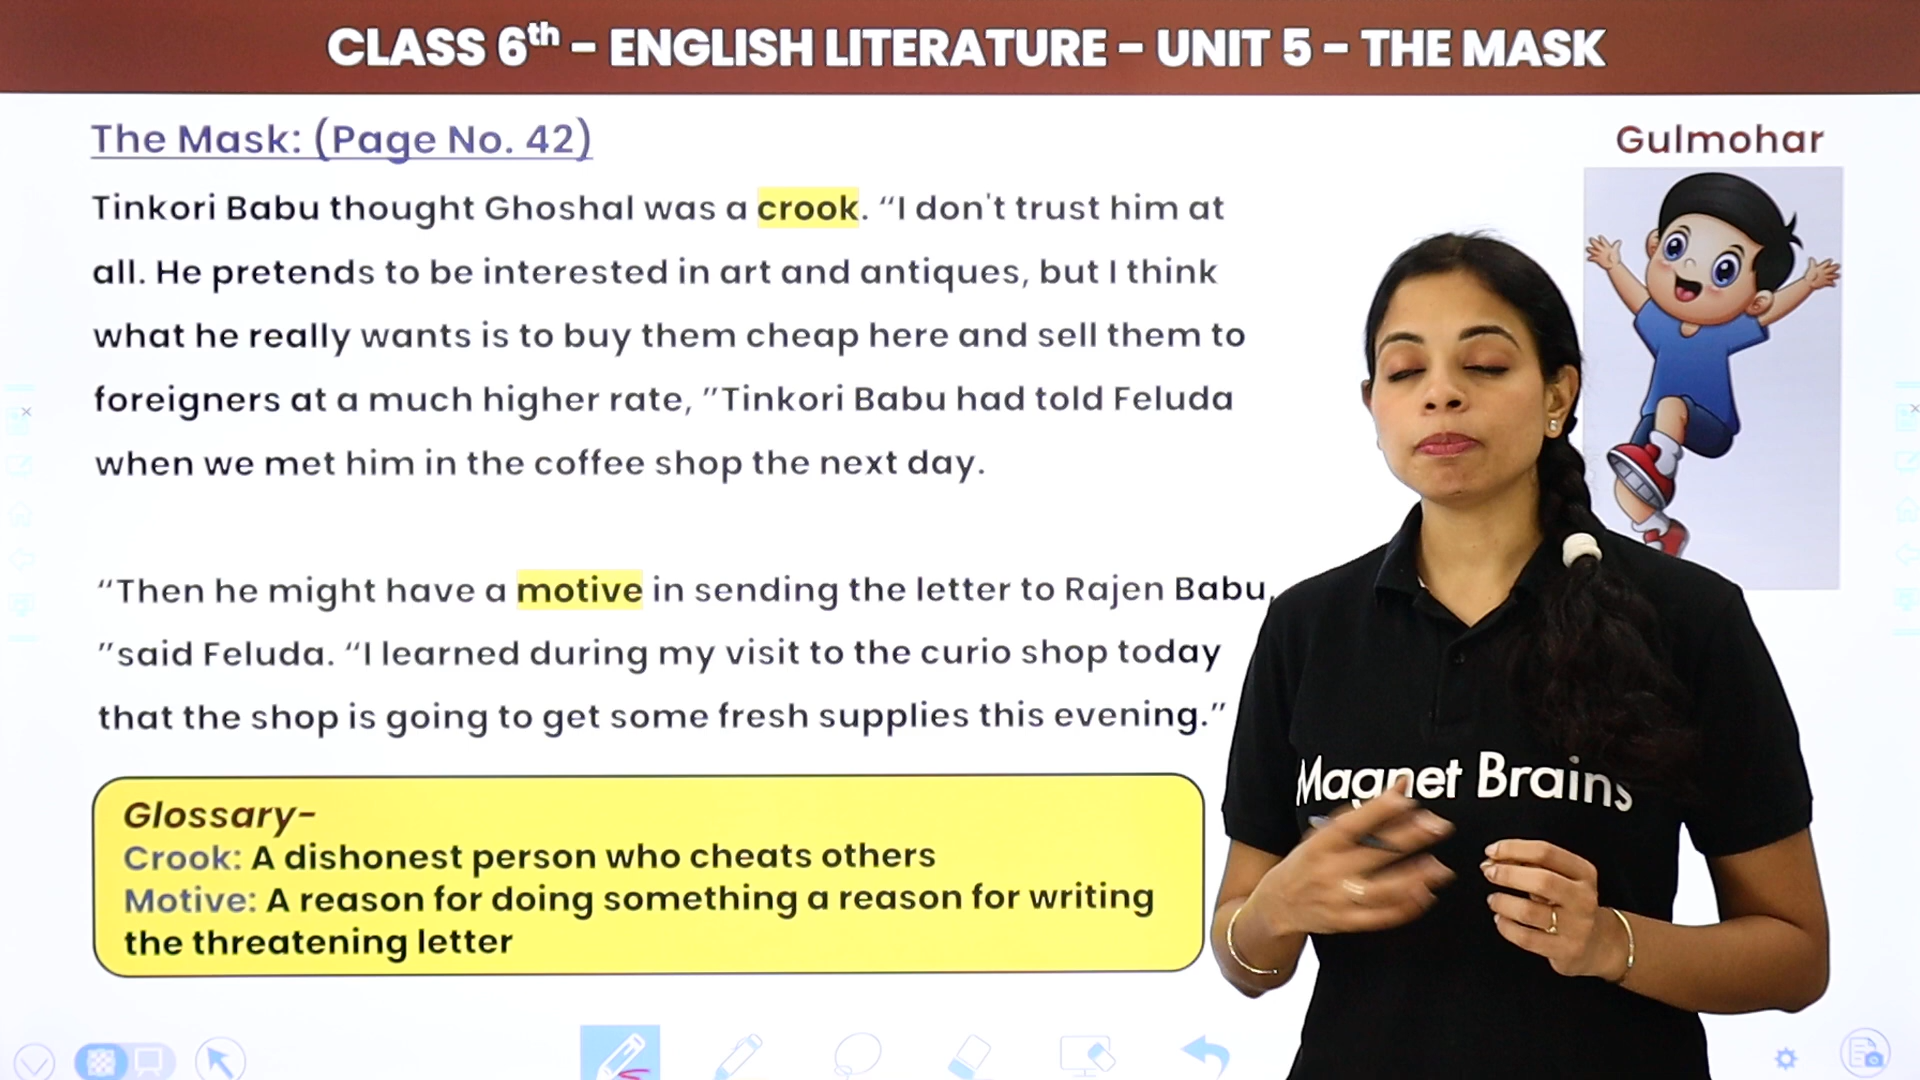 CLASS 6th – ENGLISH LITERATURE – UNIT 5 – THE MASK
The Mask: (Page No. 42)
Gulmohar
Tinkori Babu thought Ghoshal was a crook. “I don't trust him at
all. He pretends to be interested in art and antiques, but I think
what he really wants is to buy them cheap here and sell them to
foreigners at a much higher rate, ”Tinkori Babu had told Feluda
when we met him in the coffee shop the next day.
“Then he might have a motive in sending the letter to Rajen Babu,
”said Feluda. “I learned during my visit to the curio shop today
that the shop is going to get some fresh supplies this evening.”
Glossary-
Crook: A dishonest person who cheats others
Motive: A reason for doing something a reason for writing
the threatening letter
Magnet Brains